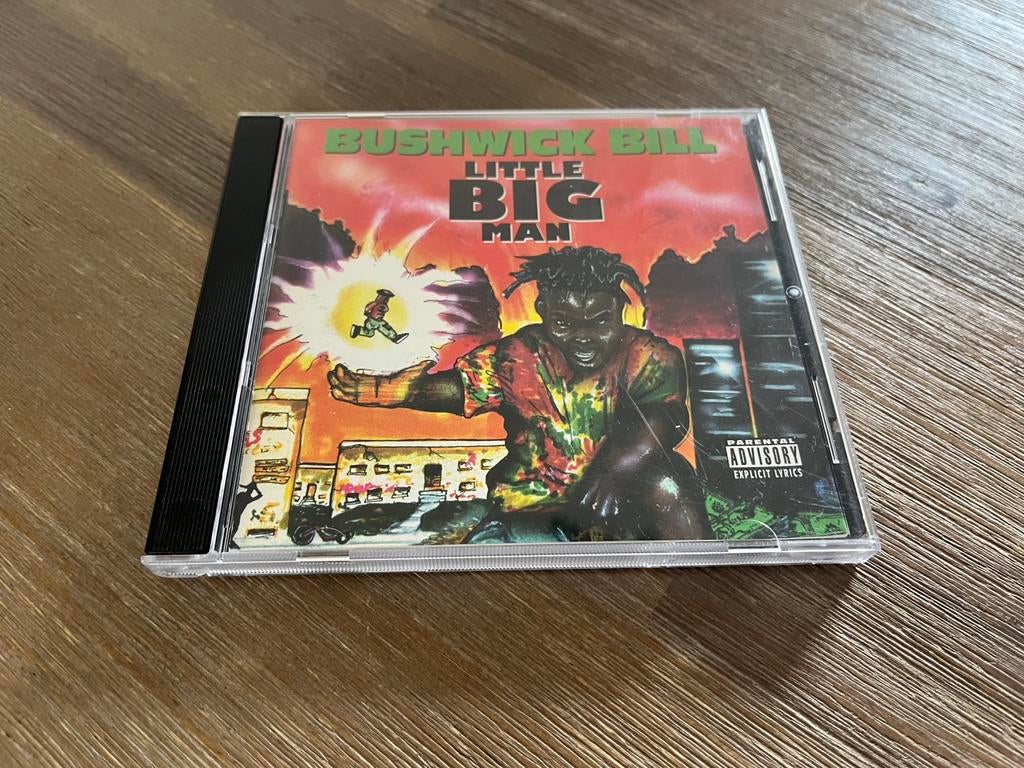 BUSHWICK BILL
LITTLE
BIG
MAN
PARENTAL
ADVISORY
EXPLICIT LYRICS